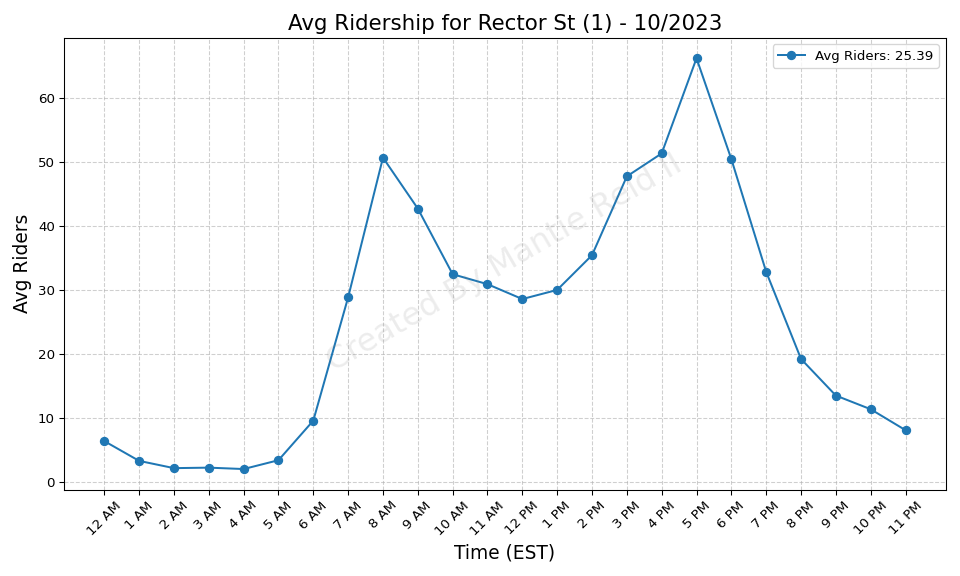 Avg Ridership for Rector St (1) - 10/2023
Avg Riders: 25.39
Avg Riders
60
50
40
30
20
10
0
Created By Mantie Reid II
12 AM
1 AM
2 AM
3 AM
4 AM
5 AM
6 AM
7 AM
8 AM
9 AM
10 AM
11 AM
12 PM
1 PM
2 PM
3 PM
4 PM
5 PM
6 PM
7 PM
8 PM
9 PM
10 PM
11 PM
Time (EST)